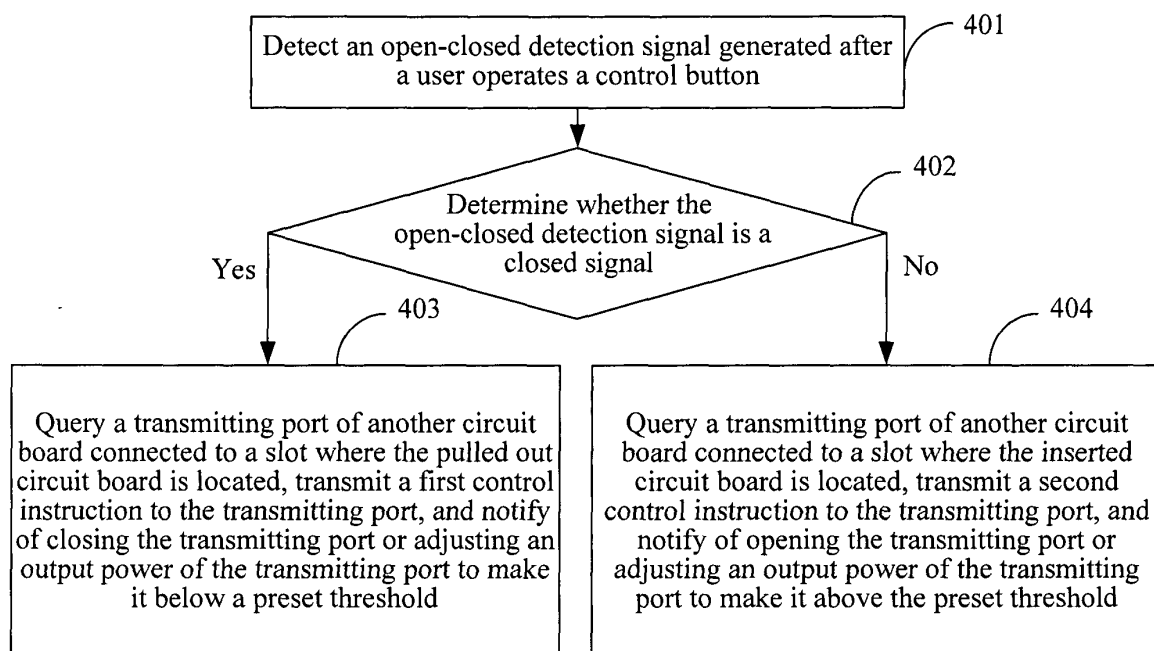 Detect an open-closed detection signal generated after
a user operates a control button
401
402
Determine whether the
open-closed detection signal is a
closed signal
Yes
No
403
404
Query a transmitting port of another circuit
board connected to a slot where the pulled out
circuit board is located, transmit a first control
instruction to the transmitting port, and notify
of closing the transmitting port or adjusting an
output power of the transmitting port to make
it below a preset threshold
Query a transmitting port of another circuit
board connected to a slot where the inserted
circuit board is located, transmit a second
control instruction to the transmitting port, and
notify of opening the transmitting port or
adjusting an output power of the transmitting
port to make it above the preset threshold